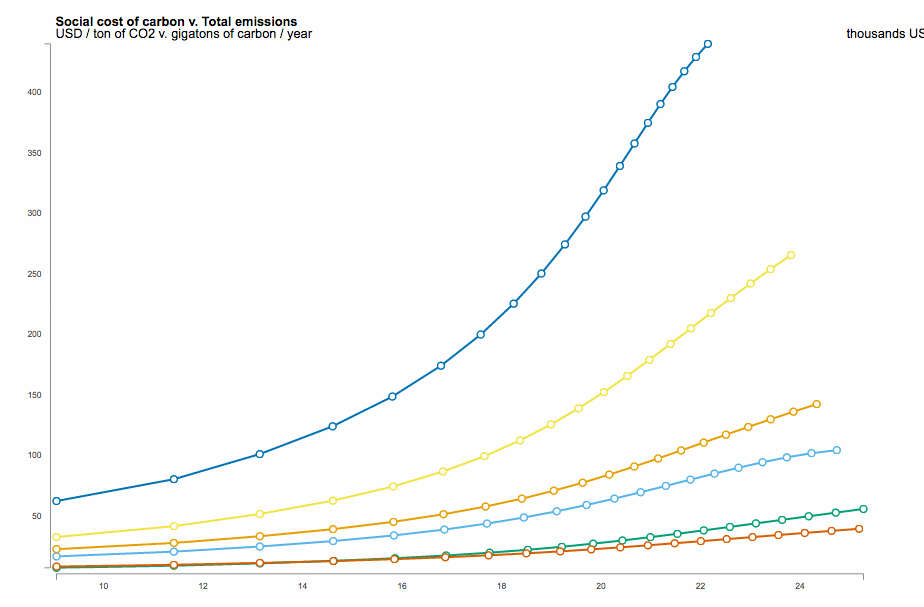 Social cost of carbon v. Total emissions
USD / ton of CO2 v. gigatons of carbon / year
thousands US
400
350
300
250
200
150
100
50
10 12 14 16 18 20 22 24